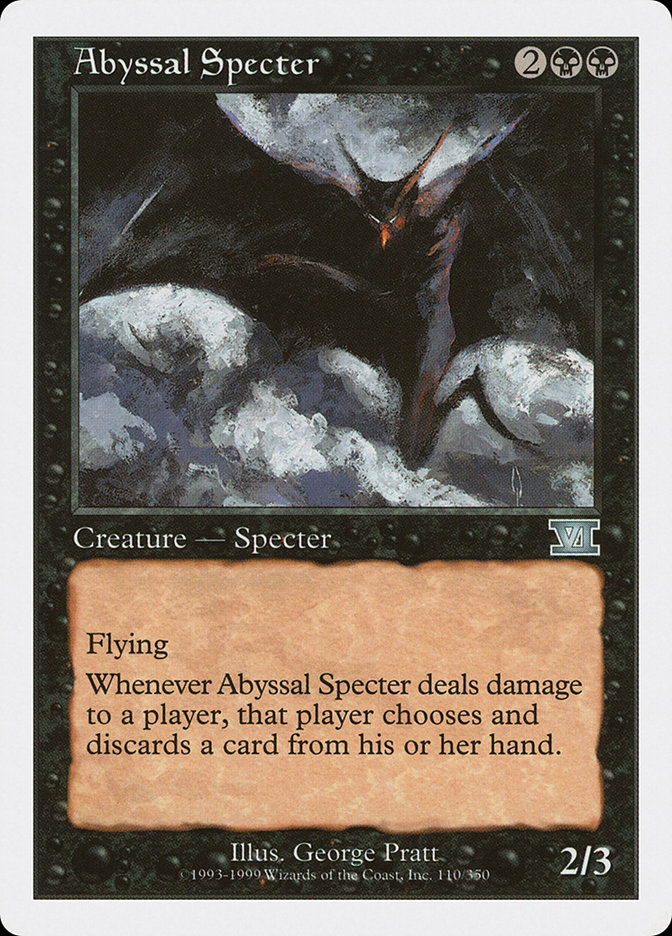 Abyssal Specter 2
Creature — Specter VI
Flying
Whenever Abyssal Specter deals damage
to a player, that player chooses and
discards a card from his or her hand.
Illus. George Pratt
©1993-1999 Wizards of the Coast, Inc. 110/350
2/3